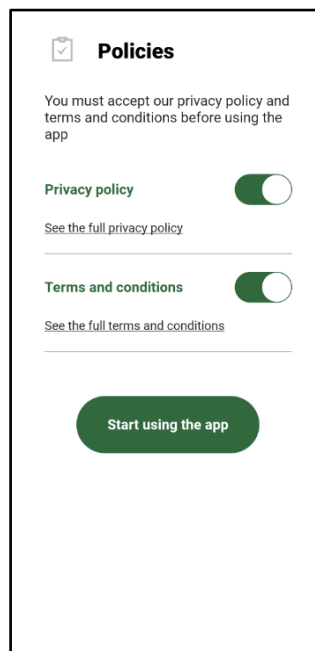 Policies
You must accept our privacy policy and
terms and conditions before using the
app
Privacy policy
See the full privacy policy
Terms and conditions
See the full terms and conditions
Start using the app